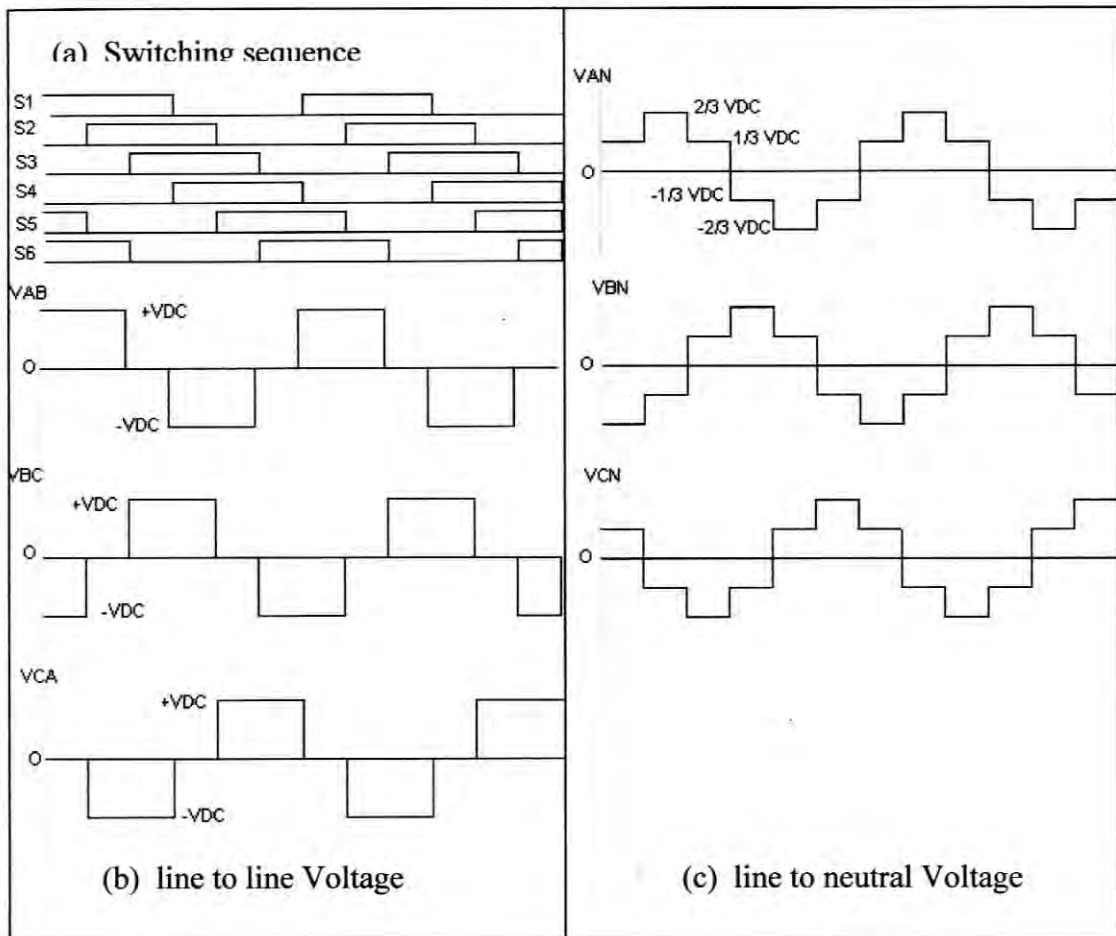 (a) Switching sequence
S1
S2
S3
S4
S5
S6
VAB
+VDC
O
-VDC
VBC
+VDC
O
-VDC
VCA
+VDC
O
-VDC
(b) line to line Voltage
VAN
2/3 VDC
1/3 VDC
O
-1/3 VDC
-2/3 VDC
VBN
O
VCN
O
(c) line to neutral Voltage